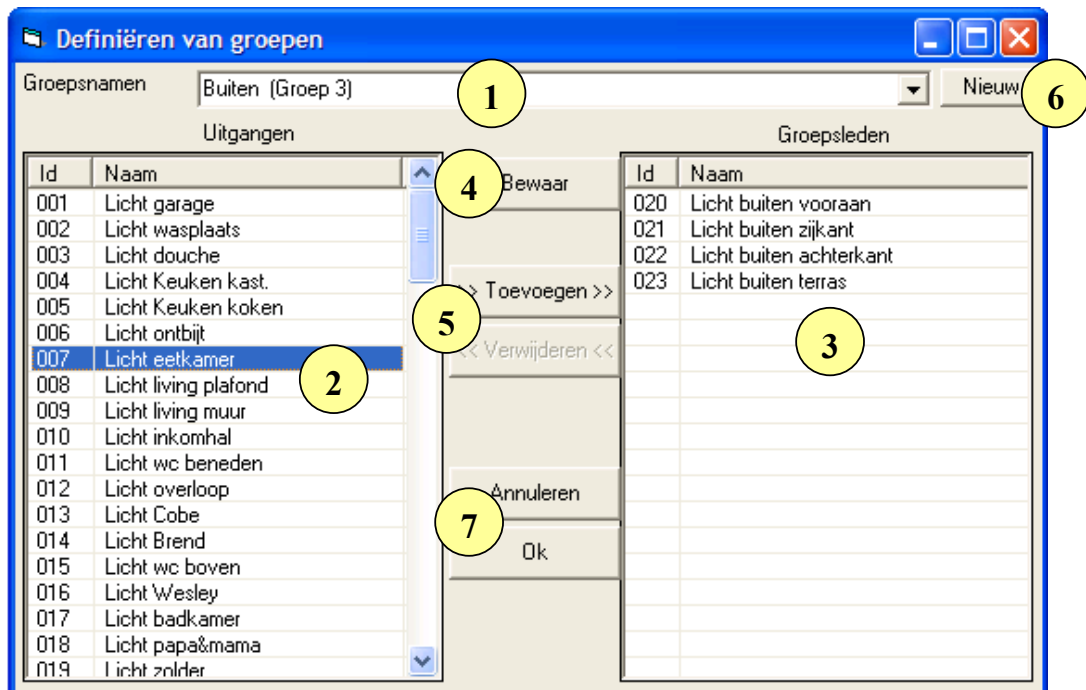 Definiëren van groepen
Groepsnamen
Buiten (Groep 3)
1
Nieuw
6
Uitgangen
Groepsleden
Id Naam
001 Licht garage
002 Licht wasplaats
003 Licht douche
004 Licht Keuken kast.
005 Licht Keuken koken
006 Licht ontbijt
007 Licht eetkamer
008 Licht living plafond
009 Licht living muur
010 Licht inkomhal
011 Licht wc beneden
012 Licht overloop
013 Licht Cobe
014 Licht Brend
015 Licht wc boven
016 Licht Wesley
017 Licht badkamer
018 Licht papa&mama
019 Licht zolder
2
4
Bewaar
>> Toevoegen >>
5
<< Verwijderen <<
Annuleren
7
Ok
Id Naam
020 Licht buiten vooraan
021 Licht buiten zijkant
022 Licht buiten achterkant
023 Licht buiten terras
3